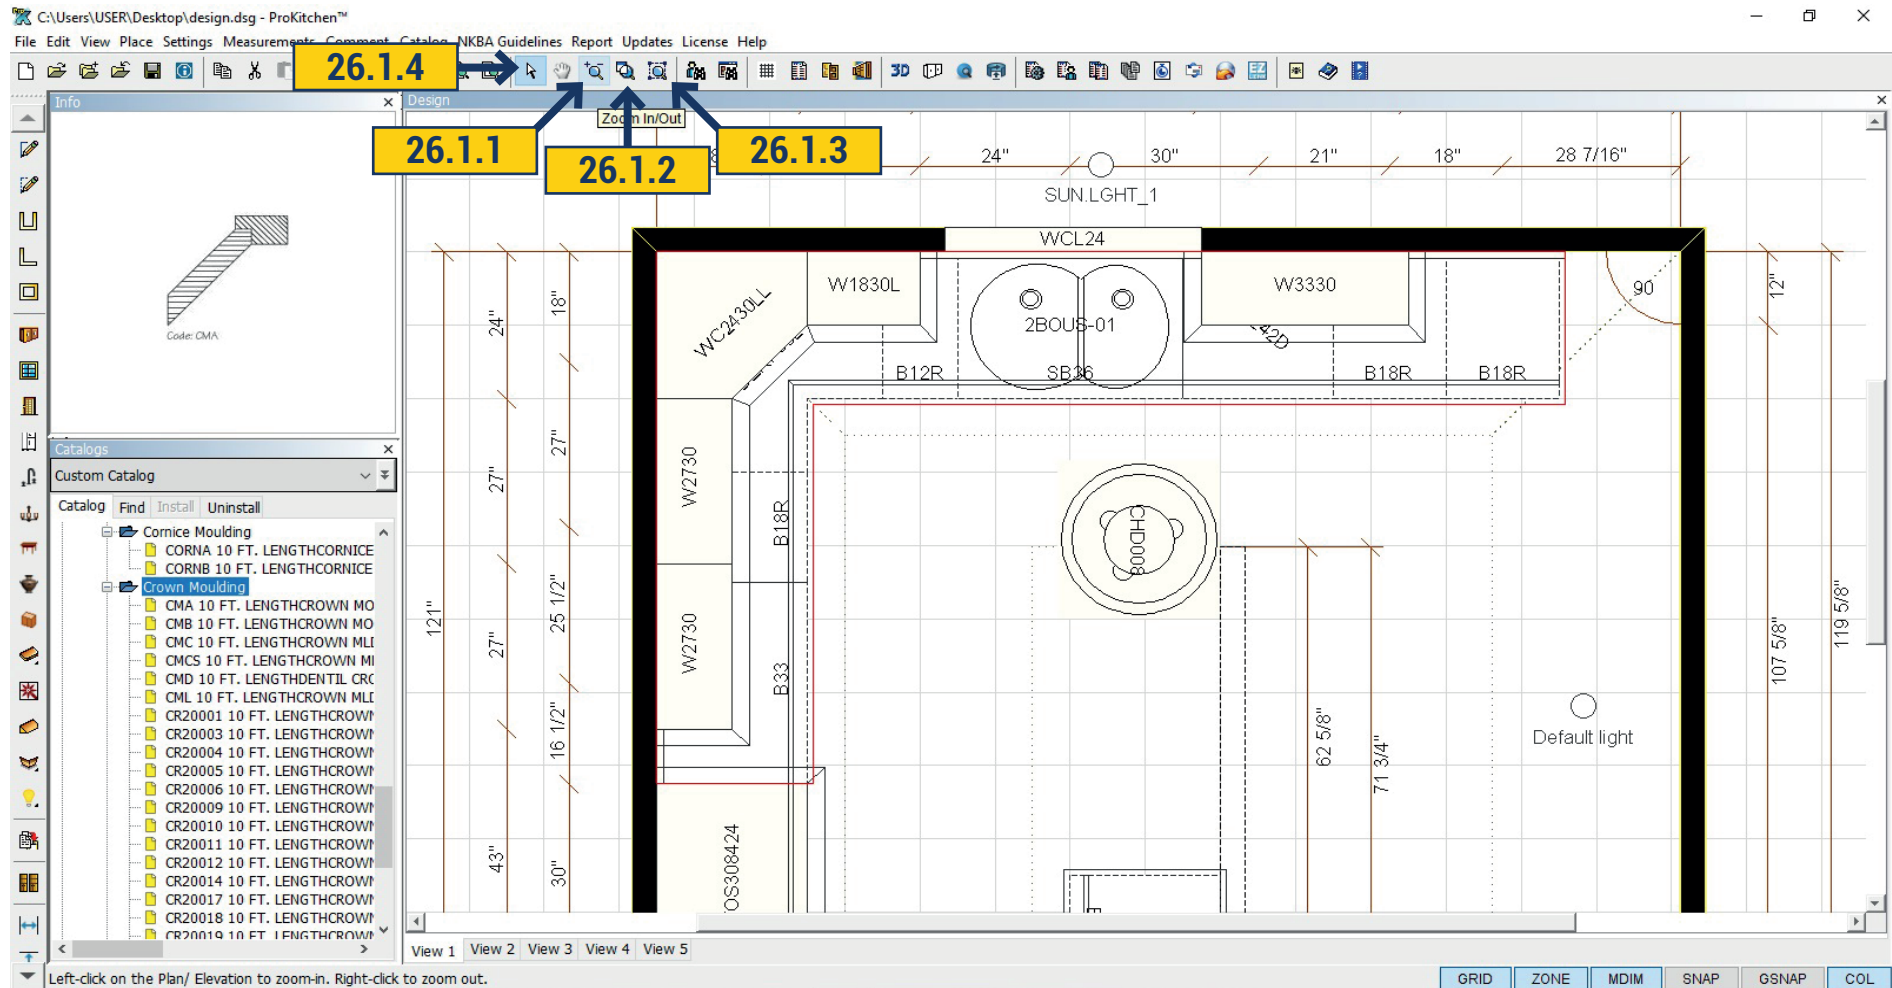 C:\Users\USER\Desktop\design.dsg - ProKitchen™
File Edit View Place Settings Measurements Comment Catalog NKBA Guidelines Report Updates License Help
26.1.4
3D
EZ
Info
Design
Zoom In/Out
26.1.1
26.1.2
26.1.3
24"
30"
21"
18"
28 7/16"
SUN.LGHT_1
WCL24
W1830L
W3330
WC2430LL
2BOUS-01
42D
90
12"
24"
18"
B12R
SB36
B18R
B18R
Code: CMA
Catalogs
Custom Catalog
Catalog Find Install Uninstall
Cornice Moulding
CORNA 10 FT. LENGTHCORNICE
CORNB 10 FT. LENGTHCORNICE
Crown Moulding
CMA 10 FT. LENGTHCROWN MO
CMB 10 FT. LENGTHCROWN MO
CMC 10 FT. LENGTHCROWN MLI
CMCS 10 FT. LENGTHCROWN MI
CMD 10 FT. LENGTHDENTIL CRC
CML 10 FT. LENGTHCROWN MLI
CR20001 10 FT. LENGTHCROWN
CR20003 10 FT. LENGTHCROWN
CR20004 10 FT. LENGTHCROWN
CR20005 10 FT. LENGTHCROWN
CR20006 10 FT. LENGTHCROWN
CR20009 10 FT. LENGTHCROWN
CR20010 10 FT. LENGTHCROWN
CR20011 10 FT. LENGTHCROWN
CR20012 10 FT. LENGTHCROWN
CR20014 10 FT. LENGTHCROWN
CR20017 10 FT. LENGTHCROWN
CR20018 10 FT. LENGTHCROWN
CR20019 10 FT. LENGTHCROWN
27"
27"
W2730
B18R
CHD008
121"
27"
25 1/2"
W2730
B33
16 1/2"
43"
30"
OS308424
62 5/8"
71 3/4"
Default light
107 5/8"
119 5/8"
View 1 View 2 View 3 View 4 View 5
Left-click on the Plan/ Elevation to zoom-in. Right-click to zoom out.
GRID ZONE MDIM SNAP GSNAP COL